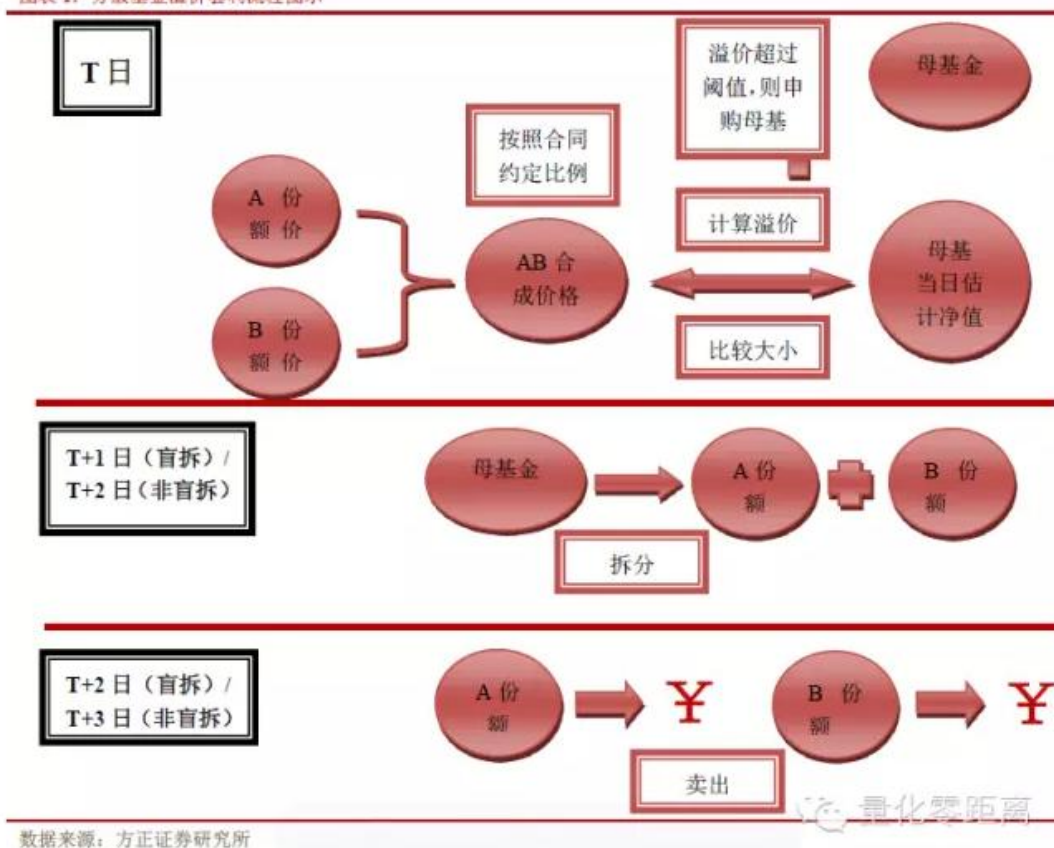 T日
溢价超过
阈值,则申
购母基
母基金
按照合同
约定比例
A 份
额 价
计算溢价
AB 合
成价格
母基
当日估
计净值
B 份
额 价
比较大小
T+1 日（盲拆）/
T+2 日（非盲拆）
母基金
A 份
额
B 份
额
拆分
T+2 日（盲拆）/
T+3 日（非盲拆）
A 份
额
¥
B 份
额
¥
卖出
量化零距离
数据来源：方正证券研究所